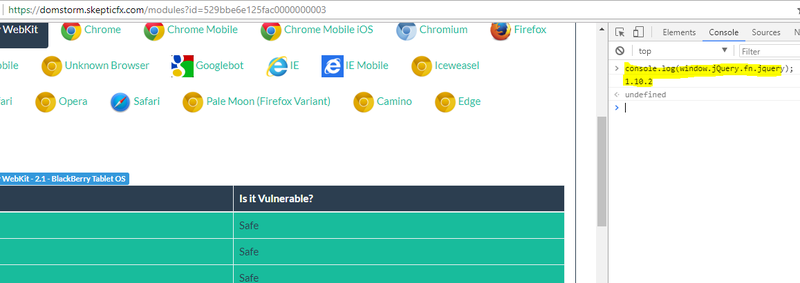 https://domstorm.skepticfx.com/modules?id=529bbe6e125fac0000000003
WebKit Chrome Chrome Mobile Chrome Mobile iOS Chromium Firefox
Unknown Browser Googlebot IE IE Mobile Iceweasel
Opera Safari Pale Moon (Firefox Variant) Camino Edge
WebKit - 2.1 - BlackBerry Tablet OS
Is it Vulnerable?
Safe
Safe
Safe
Elements Console Sources
top Filter
console.log(window.jQuery.fn.jquery);
1.10.2
undefined